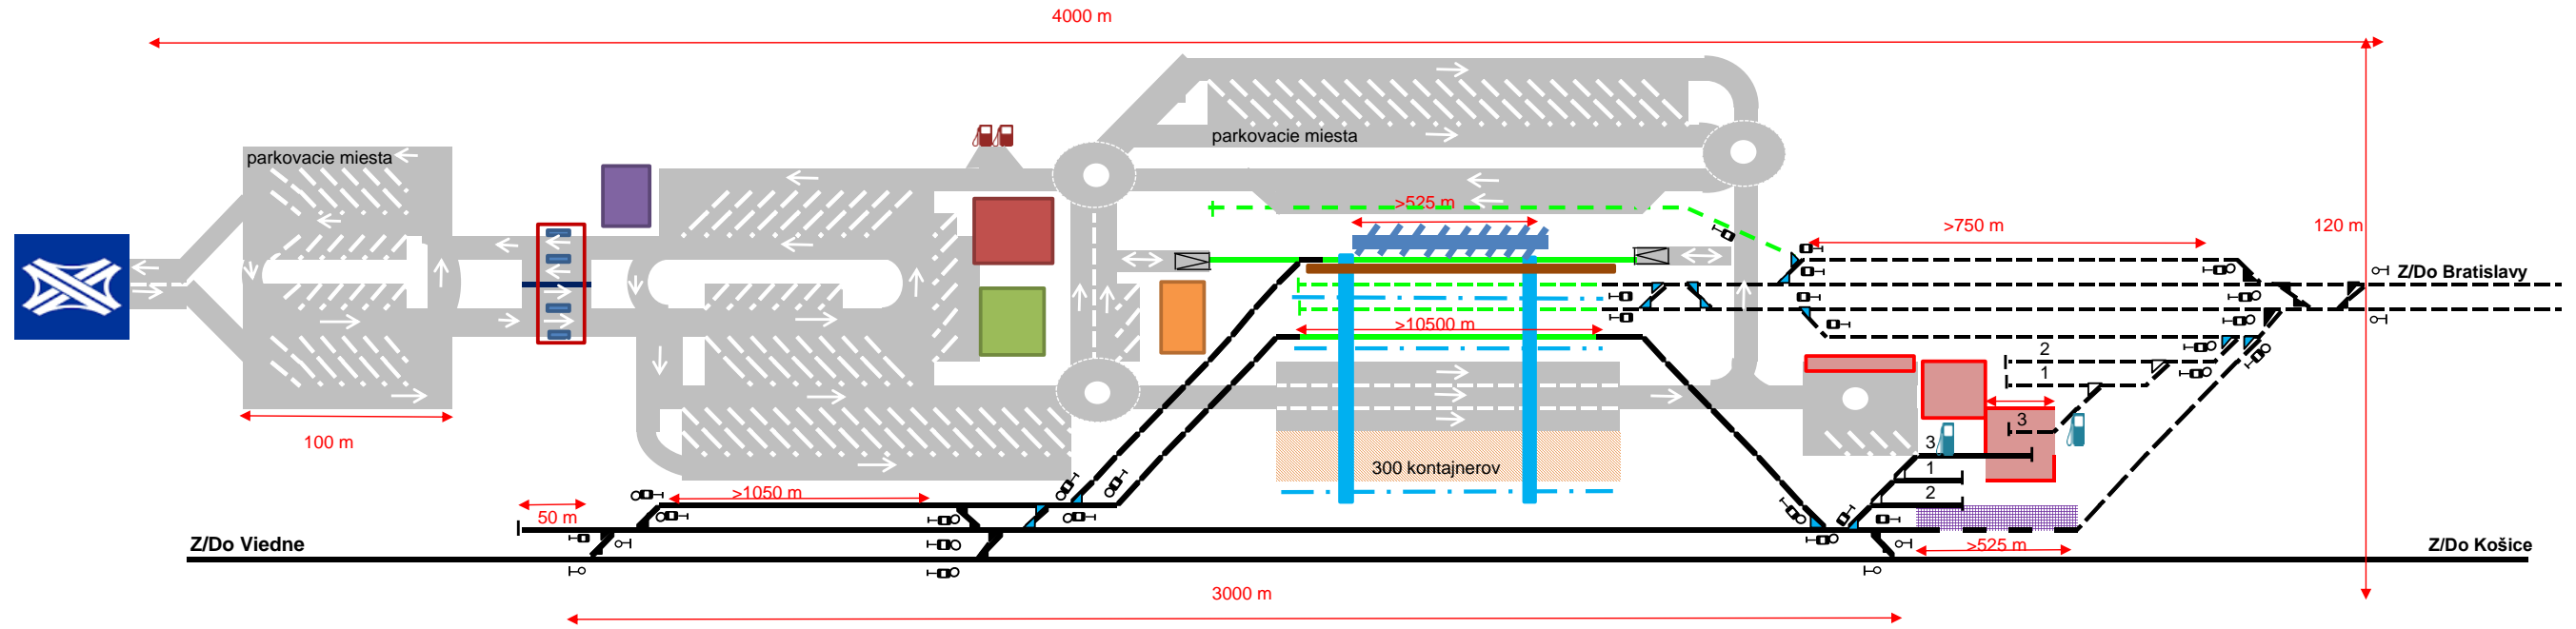 4000 m
parkovacie miesta
parkovacie miesta
>525 m
>750 m
120 m
Z/Do Bratislavy
>10500 m
2
1
3
3
1
2
100 m
300 kontajnerov
>1050 m
50 m
Z/Do Viedne
>525 m
Z/Do Košice
3000 m